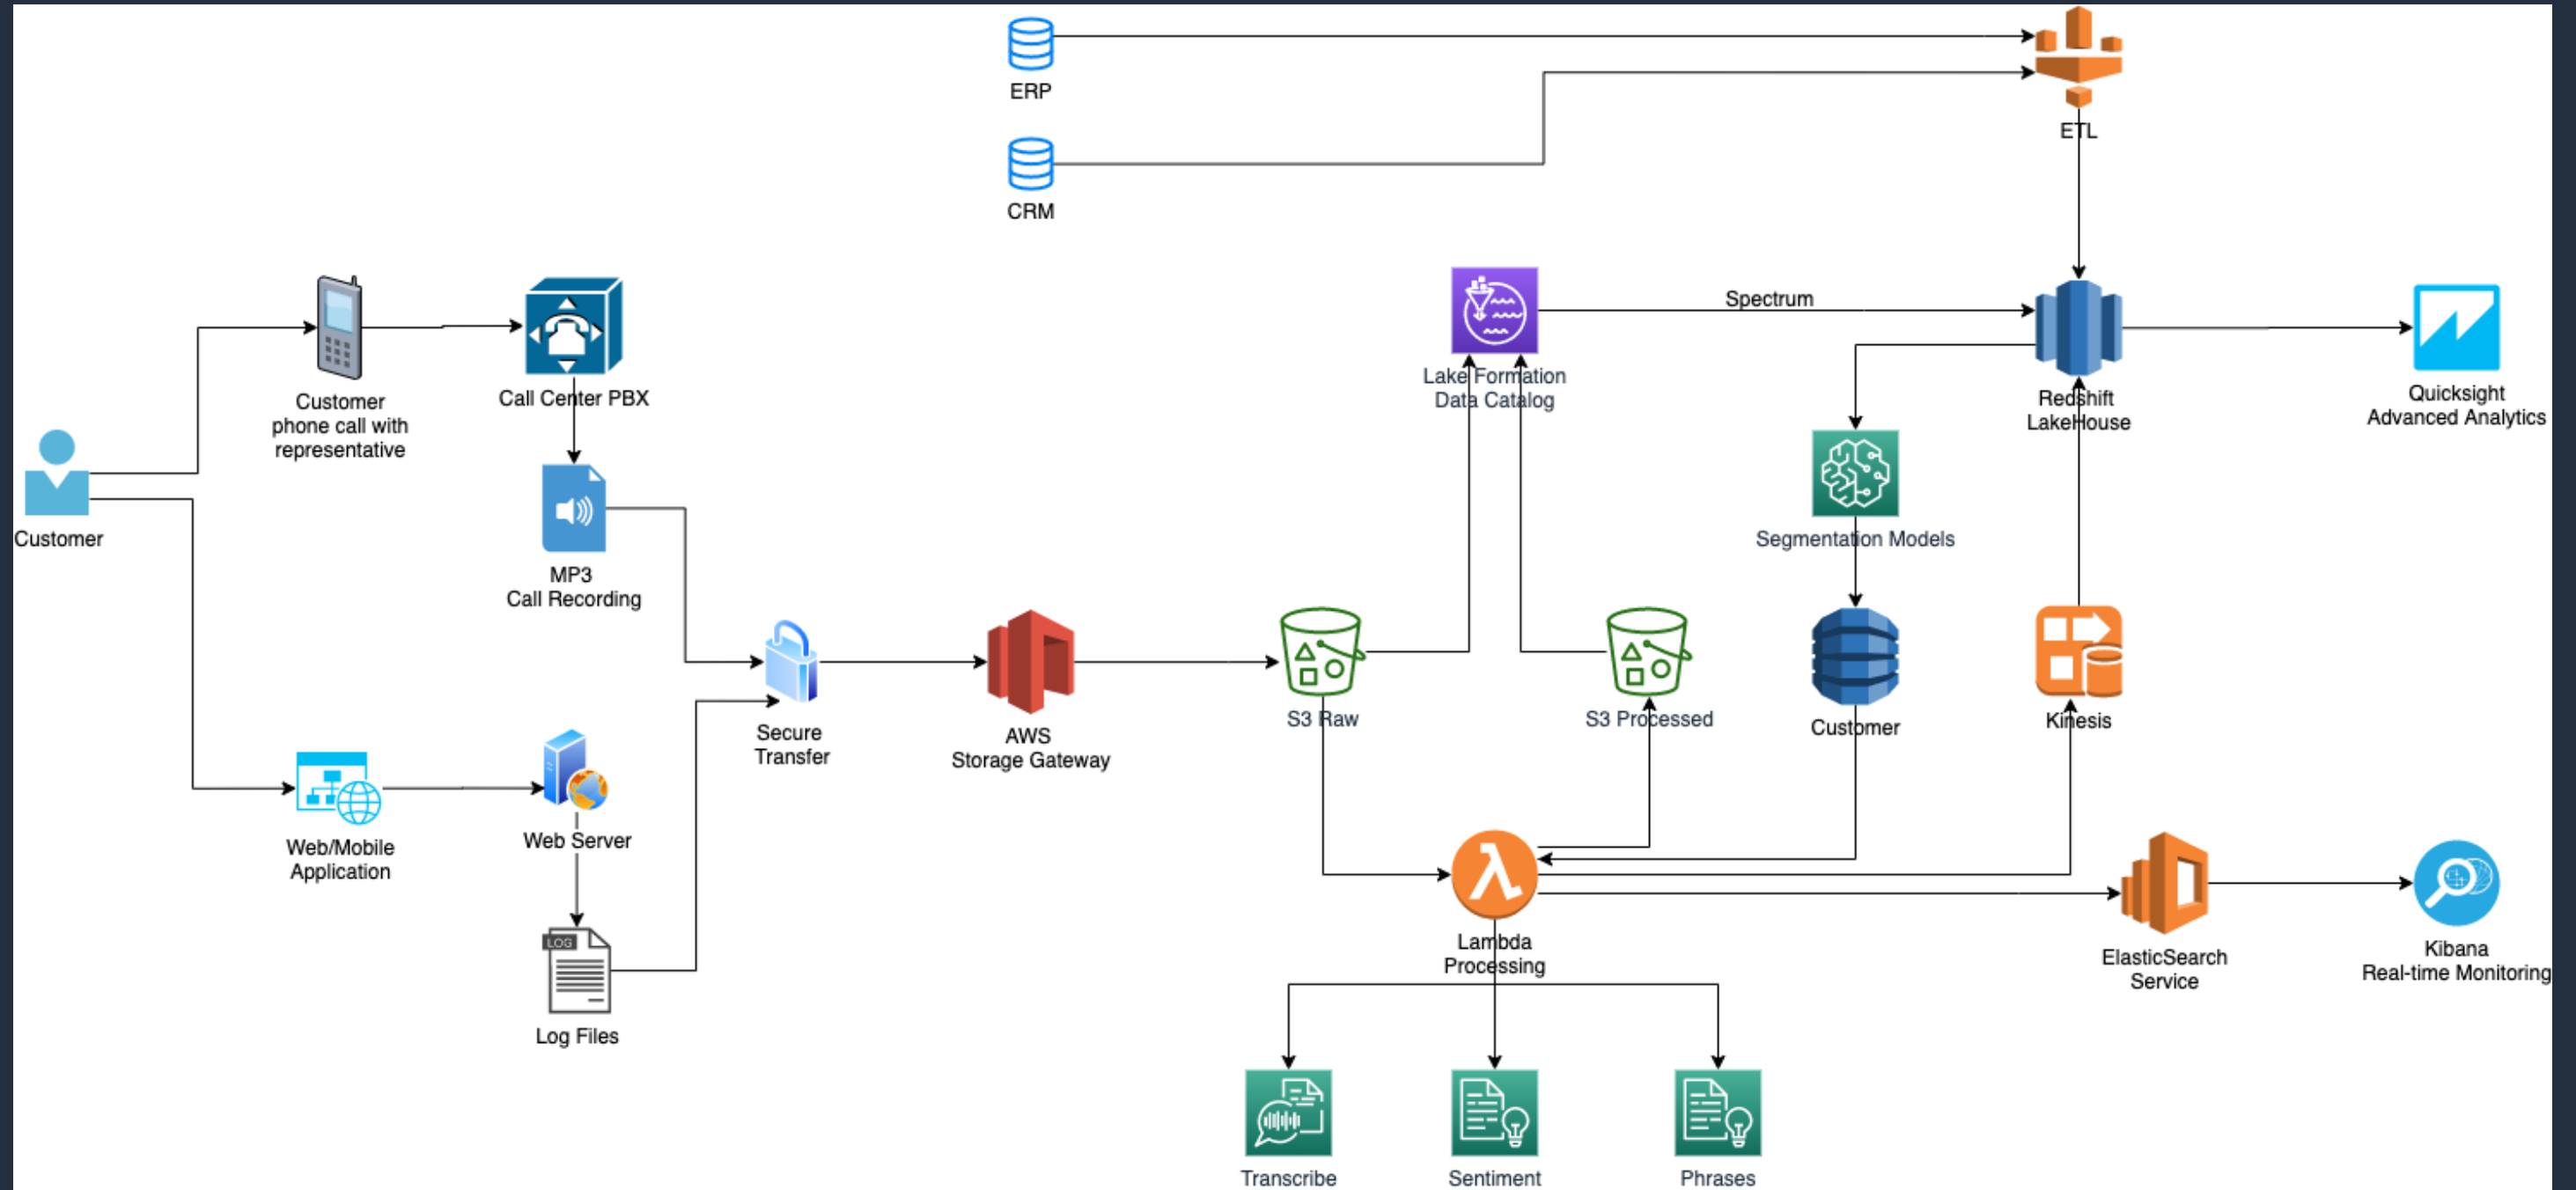 ERP
ETL
CRM
Spectrum
Lake Formation
Data Catalog
Redshift
LakeHouse
Quicksight
Advanced Analytics
Customer
phone call with
representative
Call Center PBX
Customer
MP3
Call Recording
Segmentation Models
Secure
Transfer
AWS
Storage Gateway
S3 Raw
S3 Processed
Customer
Kinesis
Web/Mobile
Application
Web Server
LOG
Log Files
Lambda
Processing
ElasticSearch
Service
Kibana
Real-time Monitoring
Transcribe
Sentiment
Phrases